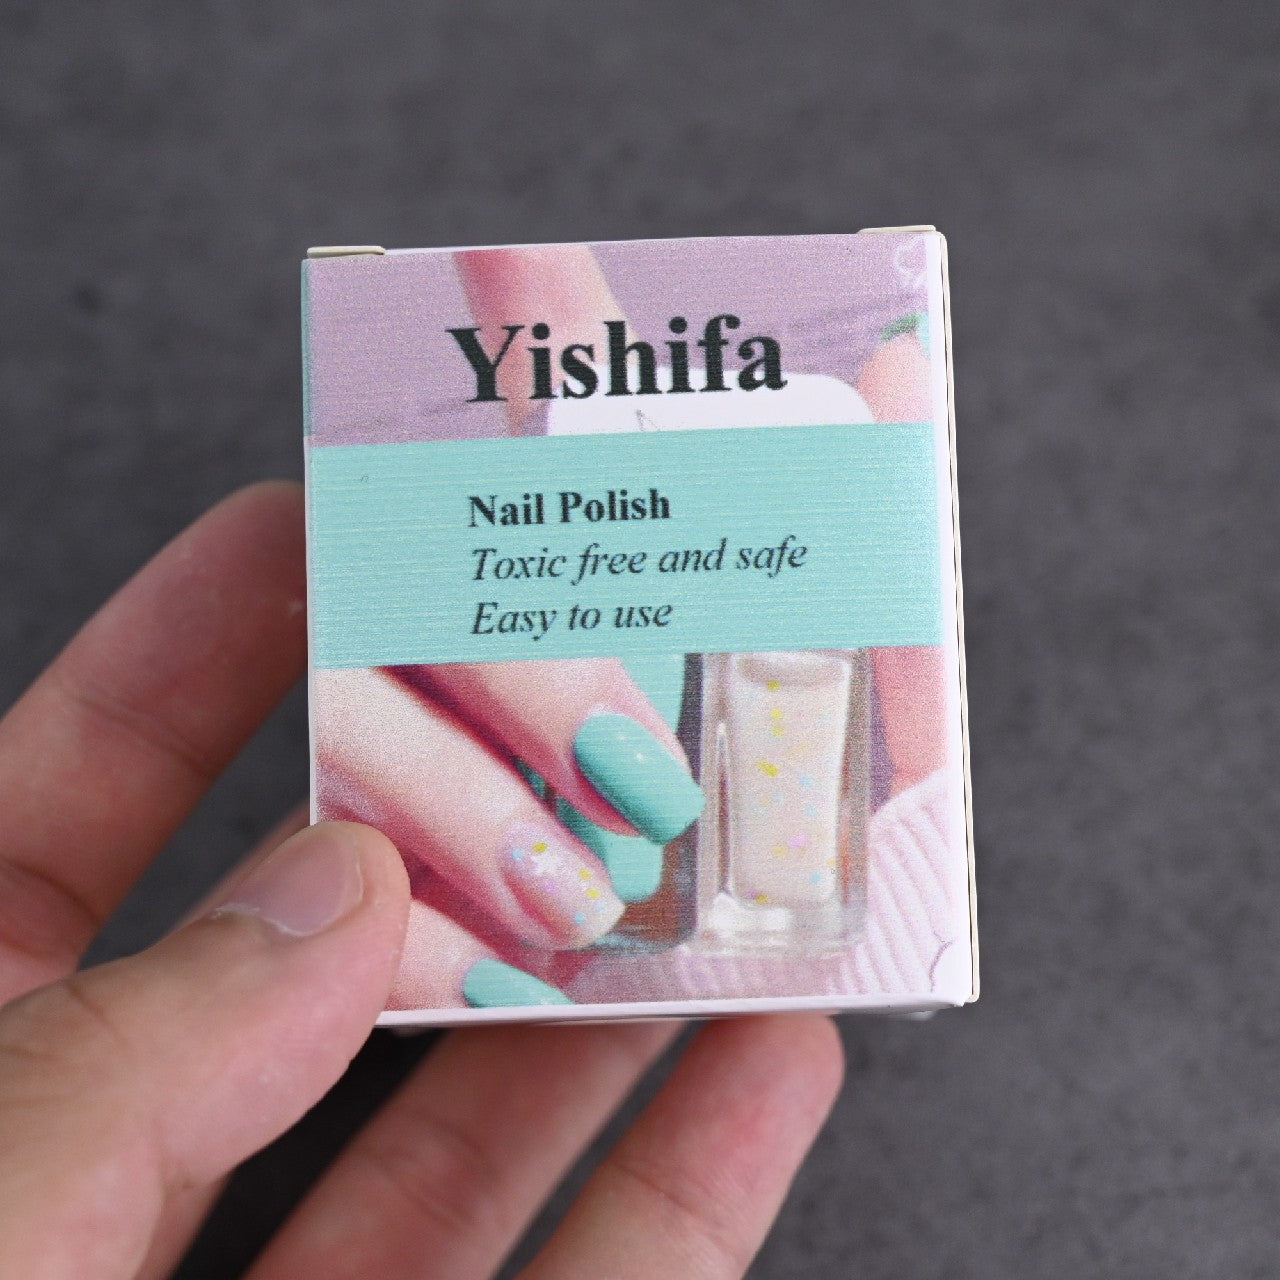 Yishifa
Nail Polish
Toxic free and safe
Easy to use